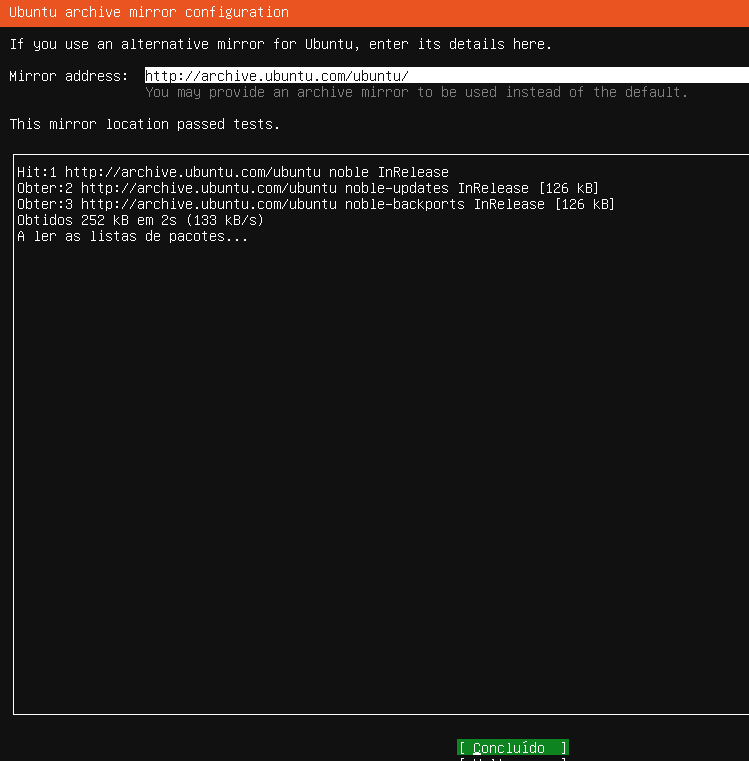 Ubuntu archive mirror configuration
If you use an alternative mirror for Ubuntu, enter its details here.
Mirror address: http://archive.ubuntu.com/ubuntu/
You may provide an archive mirror to be used instead of the default.
This mirror location passed tests.
Hit:1 http://archive.ubuntu.com/ubuntu noble InRelease
Obter:2 http://archive.ubuntu.com/ubuntu noble-updates InRelease [126 kB]
Obter:3 http://archive.ubuntu.com/ubuntu noble-backports InRelease [126 kB]
Obtidos 252 kB em 2s (133 kB/s)
A ler as listas de pacotes...
[ Concluído ]